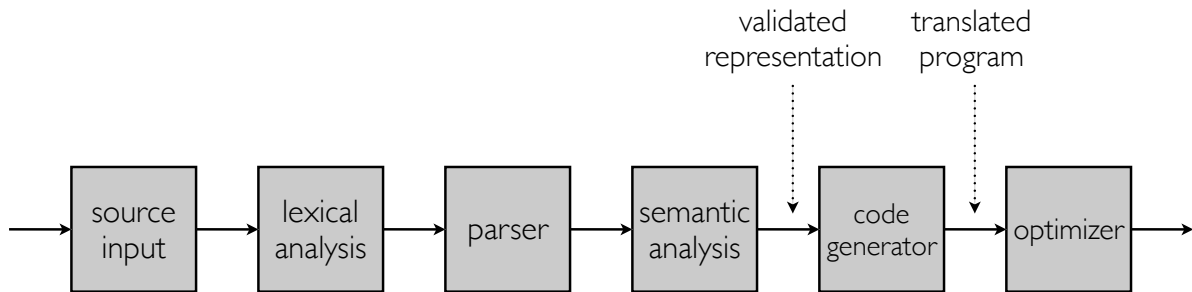 validated
representation
translated
program
source
input
lexical
analysis
parser
semantic
analysis
code
generator
optimizer